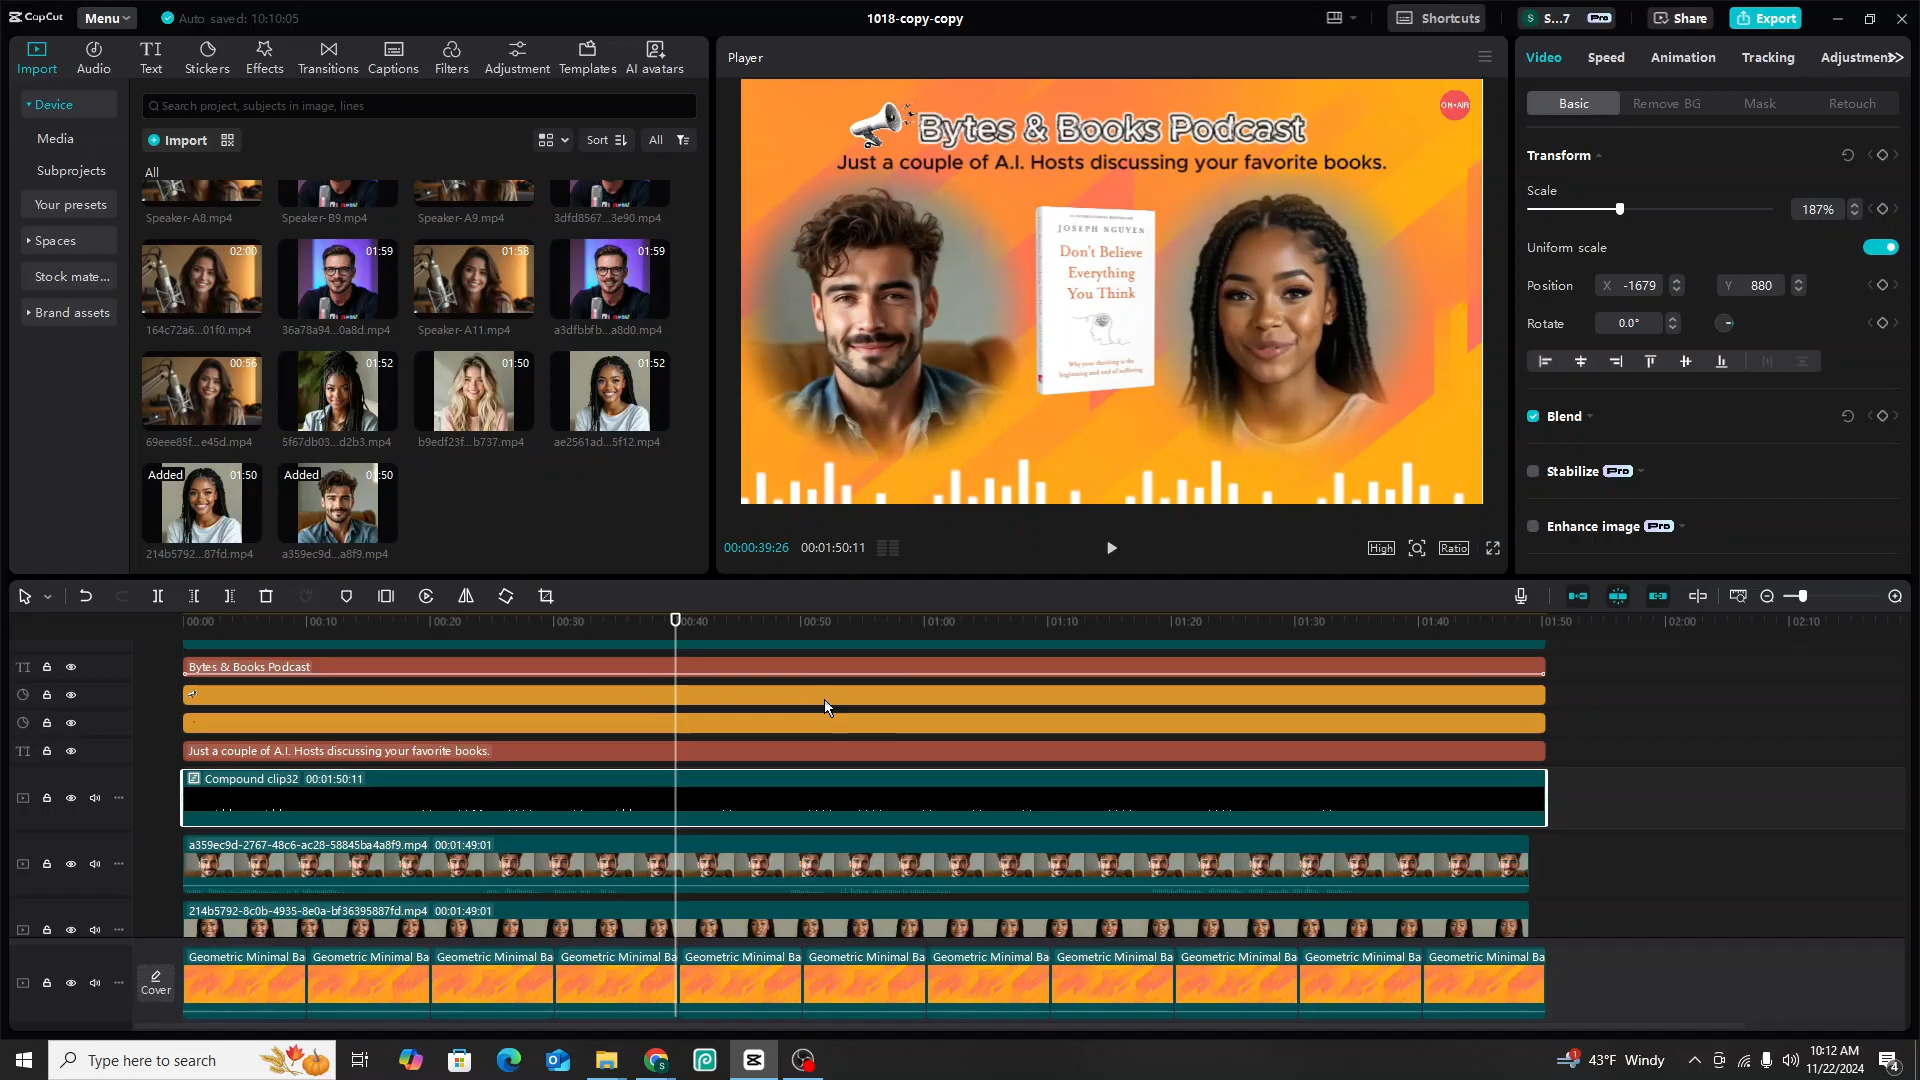 CapCut
Menu
Auto saved: 10:10:05
1018-copy-copy
Shortcuts
S S...7 Pro
Share
Export
Import
Audio
TI Text
Stickers
Effects
Transitions
Captions
Filters
Adjustment
Templates
AI avatars
Device
Media
Subprojects
Your presets
Spaces
Stock mate...
Brand assets
Search project, subjects in image, lines
Import
Sort
All
All
Speaker-A8.mp4
Speaker-B9.mp4
Speaker-A9.mp4
3dfd8567...3e90.mp4
02:00
01:59
01:58
01:59
164c72a6...01f0.mp4
36a78a94...0a8d.mp4
Speaker-A11.mp4
a3dfbbfb...a8d0.mp4
00:56
01:52
01:50
01:52
69eee85f...e45d.mp4
5f67db03...d2b3.mp4
b9edf23f...b737.mp4
ae2561ad...5f12.mp4
Added 01:50
Added 01:50
214b5792...87fd.mp4
a359ec9d...a8f9.mp4
Player
ON AIR
Bytes & Books Podcast
Just a couple of A.I. Hosts discussing your favorite books.
JOSEPH NGUYEN
Don't Believe
Everything
You Think
Why your thinking is the
beginning and end of suffering
00:00:39:26 00:01:50:11
High
Ratio
Video
Speed
Animation
Tracking
Adjustment
Basic
Remove BG
Mask
Retouch
Transform
Scale
187%
Uniform scale
Position X -1679 Y 880
Rotate 0.0°
Blend
Stabilize Pro
Enhance image Pro
00:00 00:10 00:20 00:30 00:40 00:50 01:00 01:10 01:20 01:30 01:40 01:50 02:00 02:10
TI Bytes & Books Podcast
TI Just a couple of A.I. Hosts discussing your favorite books.
Compound clip32 00:01:50:11
a359ec9d-2767-48c6-ac28-58845ba4a8f9.mp4 00:01:49:01
214b5792-8c0b-4935-8e0a-bf36395887fd.mp4 00:01:49:01
Cover
Geometric Minimal Ba Geometric Minimal Ba Geometric Minimal Ba Geometric Minimal Ba Geometric Minimal Ba Geometric Minimal Ba Geometric Minimal Ba Geometric Minimal Ba Geometric Minimal Ba Geometric Minimal Ba Geometric Minimal Ba
Type here to search
1
43°F Windy
10:12 AM
11/22/2024
4